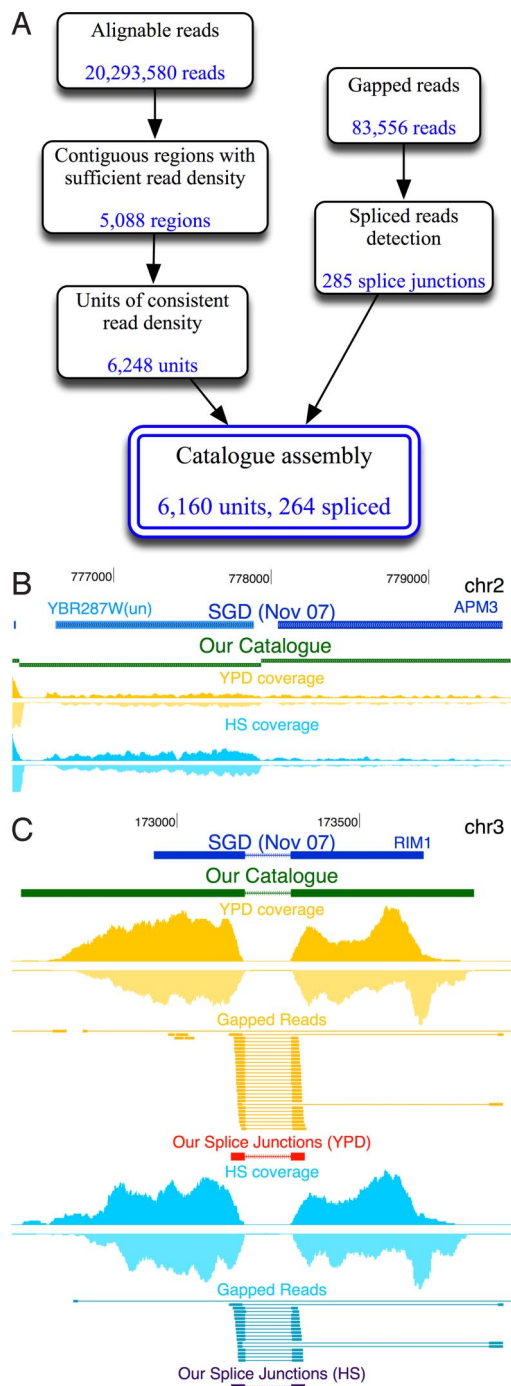 A
Alignable reads
20,293,580 reads
Gapped reads
83,556 reads
Contiguous regions with
sufficient read density
5,088 regions
Spliced reads
detection
285 splice junctions
Units of consistent
read density
6,248 units
Catalogue assembly
6,160 units, 264 spliced
B
777000
778000
779000
chr2
YBR287W(un)
SGD (Nov 07)
APM3
Our Catalogue
YPD coverage
HS coverage
C
173000
173500
chr3
SGD (Nov 07)
RIM1
Our Catalogue
YPD coverage
Gapped Reads
Our Splice Junctions (YPD)
HS coverage
Gapped Reads
Our Splice Junctions (HS)